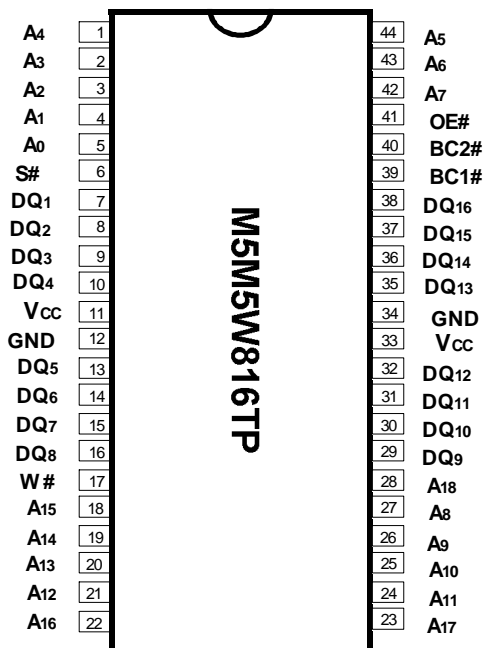 A4 1 44 A5
A3 2 43 A6
A2 3 42 A7
A1 4 41 OE#
A0 5 40 BC2#
S# 6 39 BC1#
DQ1 7 38 DQ16
DQ2 8 37 DQ15
DQ3 9 36 DQ14
DQ4 10 35 DQ13
VCC 11 34 GND
GND 12 33 VCC
DQ5 13 32 DQ12
DQ6 14 31 DQ11
DQ7 15 30 DQ10
DQ8 16 29 DQ9
W# 17 28 A18
A15 18 27 A8
A14 19 26 A9
A13 20 25 A10
A12 21 24 A11
A16 22 23 A17
M5M5W816TP